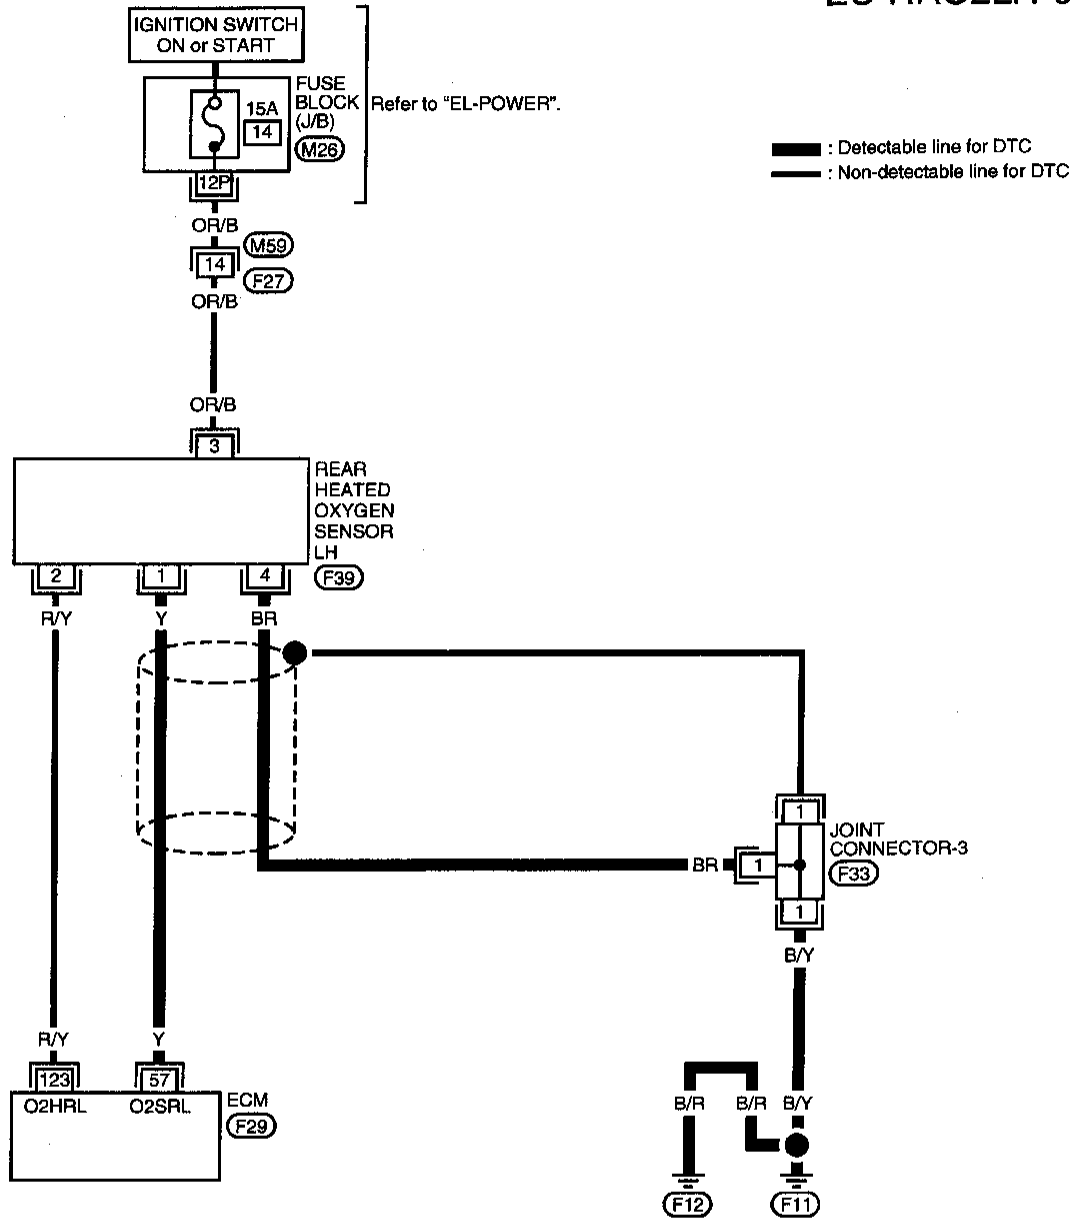 IGNITION SWITCH
ON or START
FUSE
BLOCK
(J/B)
M26
15A
14
Refer to "EL-POWER".
12P
: Detectable line for DTC
: Non-detectable line for DTC
OR/B
M59
14
F27
OR/B
OR/B
3
REAR
HEATED
OXYGEN
SENSOR
LH
F39
2
1
4
R/Y
Y
BR
1
JOINT
CONNECTOR-3
F33
BR
1
1
B/Y
R/Y
Y
123
57
O2HRL
O2SRL
ECM
F29
B/R
B/R
B/Y
F12
F11